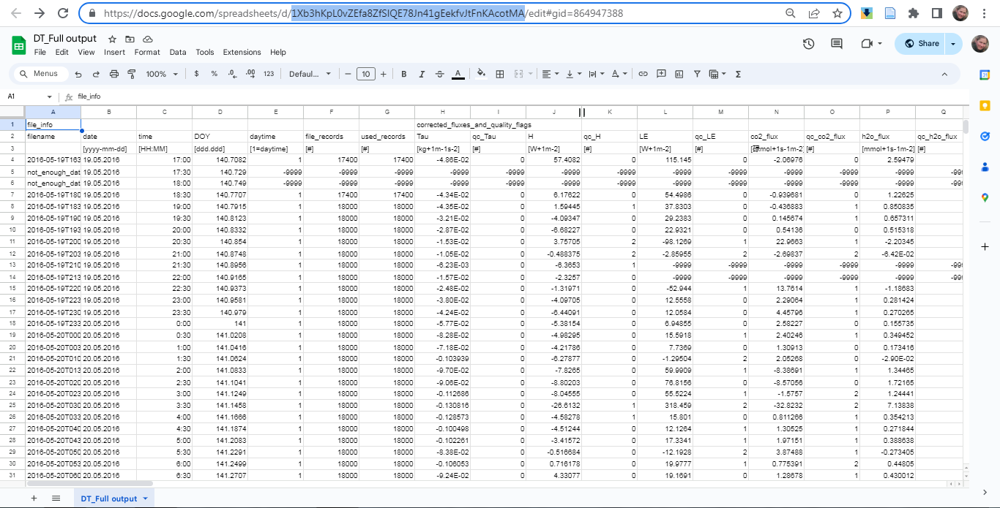 https://docs.google.com/spreadsheets/d/1Xb3hKpL0vZEfa8ZfSIQE78Jn41gEekfvJtFnKAcotMA/edit#gid=864947388
DT_Full output
File Edit View Insert Format Data Tools Extensions Help
Share
Menus 100% $ % .0 .00 123 Defaul... − 10 + B I A
A1 fx file_info
A B C D E F G H I J K L M N O P Q
1 file_info corrected_fluxes_and_quality_flags
2 filename date time DOY daytime file_records used_records Tau qc_Tau H qc_H LE qc_LE co2_flux qc_co2_flux h2o_flux qc_h2o_flux
3 [yyyy-mm-dd] [HH:MM] [ddd.ddd] [1=daytime] [#] [#] [kg+1m-1s-2] [#] [W+1m-2] [#] [W+1m-2] [#] mol+1s-1m-2] [#] [mmol+1s-1m-2] [#]
4 2016-05-19T163 19.05.2016 17:00 140.7082 1 17400 17400 -4.86E-02 0 57.4082 0 115.145 0 -2.06976 0 2.59479
5 not_enough_dat 19.05.2016 17:30 140.729 -9999 -9999 -9999 -9999 -9999 -9999 -9999 -9999 -9999 -9999 -9999 -9999 -999
6 not_enough_dat 19.05.2016 18:00 140.749 -9999 -9999 -9999 -9999 -9999 -9999 -9999 -9999 -9999 -9999 -9999 -9999 -999
7 2016-05-19T180 19.05.2016 18:30 140.7707 1 17400 17400 -4.34E-02 0 6.17622 0 54.4986 0 -0.939681 0 1.22625
8 2016-05-19T183 19.05.2016 19:00 140.7915 1 18000 18000 -4.35E-02 0 1.59445 1 37.8303 0 -0.436883 1 0.850835
9 2016-05-19T190 19.05.2016 19:30 140.8123 1 18000 18000 -3.21E-02 0 -4.09347 0 29.2383 0 0.145674 1 0.657311
10 2016-05-19T193 19.05.2016 20:00 140.8332 1 18000 18000 -2.87E-02 0 -6.68227 0 22.9321 0 0.54136 0 0.515318
11 2016-05-19T200 19.05.2016 20:30 140.854 1 18000 18000 -1.53E-02 0 3.75705 2 -98.1269 1 22.9663 1 -2.20345
12 2016-05-19T203 19.05.2016 21:00 140.8748 1 18000 18000 -1.05E-02 0 -0.488375 2 -2.85955 2 -2.69837 2 -6.42E-02
13 2016-05-19T210 19.05.2016 21:30 140.8956 1 18000 18000 -6.23E-03 0 -6.3653 1 -9999 -9999 -9999 -9999 -9999 -999
14 2016-05-19T213 19.05.2016 22:00 140.9165 1 18000 18000 -1.57E-02 0 -2.3257 0 -9999 -9999 -9999 -9999 -9999 -999
15 2016-05-19T220 19.05.2016 22:30 140.9373 1 18000 18000 -2.48E-02 0 -1.31971 0 -52.944 1 13.7614 1 -1.18683
16 2016-05-19T223 19.05.2016 23:00 140.9581 1 18000 18000 -3.80E-02 0 -4.09705 0 12.5558 0 2.29064 1 0.281424
17 2016-05-19T230 19.05.2016 23:30 140.979 1 18000 18000 -4.24E-02 0 -6.44091 0 12.0584 0 4.45796 1 0.270265
18 2016-05-19T233 20.05.2016 0:00 141 1 18000 18000 -5.77E-02 0 -5.38154 0 6.94855 0 2.58227 0 0.155735
19 2016-05-20T000 20.05.2016 0:30 141.0208 1 18000 18000 -8.28E-02 0 -4.98295 0 15.5918 1 2.40246 1 0.349452
20 2016-05-20T003 20.05.2016 1:00 141.0416 1 18000 18000 -7.18E-02 0 -4.21786 0 7.7369 0 1.30913 0 0.173416
21 2016-05-20T010 20.05.2016 1:30 141.0624 1 18000 18000 -0.103939 0 -6.27877 0 -1.29504 2 2.05268 0 -2.90E-02
22 2016-05-20T013 20.05.2016 2:00 141.0833 1 18000 18000 -9.70E-02 0 -7.8265 0 59.9909 1 -8.38691 1 1.34465
23 2016-05-20T020 20.05.2016 2:30 141.1041 1 18000 18000 -9.06E-02 0 -8.80203 0 76.8156 0 -8.57056 0 1.72165
24 2016-05-20T023 20.05.2016 3:00 141.1249 1 18000 18000 -0.112686 0 -8.04555 0 55.5224 1 -1.5757 2 1.24441
25 2016-05-20T030 20.05.2016 3:30 141.1458 1 18000 18000 -0.130816 0 -26.6132 1 318.459 2 -32.8232 2 7.13838
26 2016-05-20T033 20.05.2016 4:00 141.1666 1 18000 18000 -0.128573 0 -4.58278 1 15.801 0 0.811266 1 0.354213
27 2016-05-20T040 20.05.2016 4:30 141.1874 1 18000 18000 -0.100498 0 -4.51244 0 12.1264 1 1.30525 1 0.271844
28 2016-05-20T043 20.05.2016 5:00 141.2083 1 18000 18000 -0.102261 0 -3.41572 0 17.3341 1 1.97151 1 0.388638
29 2016-05-20T050 20.05.2016 5:30 141.2291 1 18000 18000 -8.38E-02 0 -0.516684 0 -12.1928 2 3.87488 1 -0.273405
30 2016-05-20T053 20.05.2016 6:00 141.2499 1 18000 18000 -0.106053 0 0.716178 0 19.9777 1 0.775391 2 0.44805
31 2016-05-20T060 20.05.2016 6:30 141.2707 1 18000 18000 -9.24E-02 0 4.33077 0 19.1691 0 1.28678 1 0.430012
DT_Full output